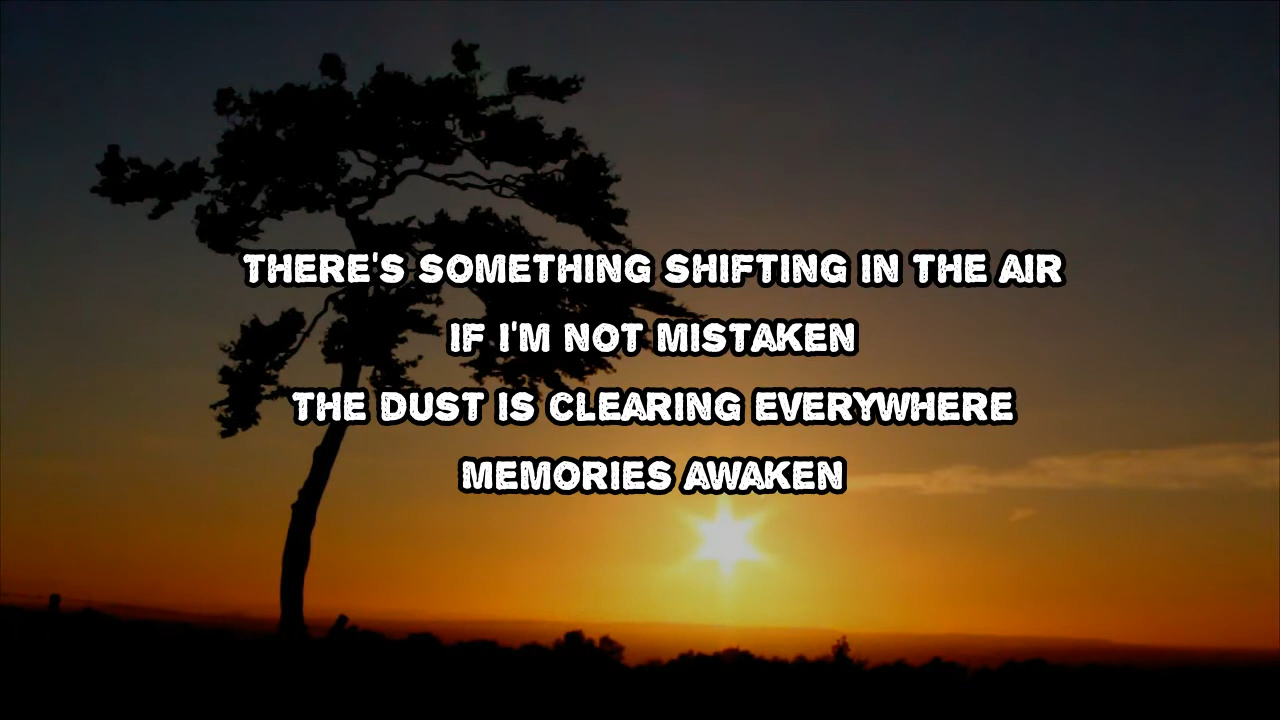 THERE'S SOMETHING SHIFTING IN THE AIR
IF I'M NOT MISTAKEN
THE DUST IS CLEARING EVERYWHERE
MEMORIES AWAKEN